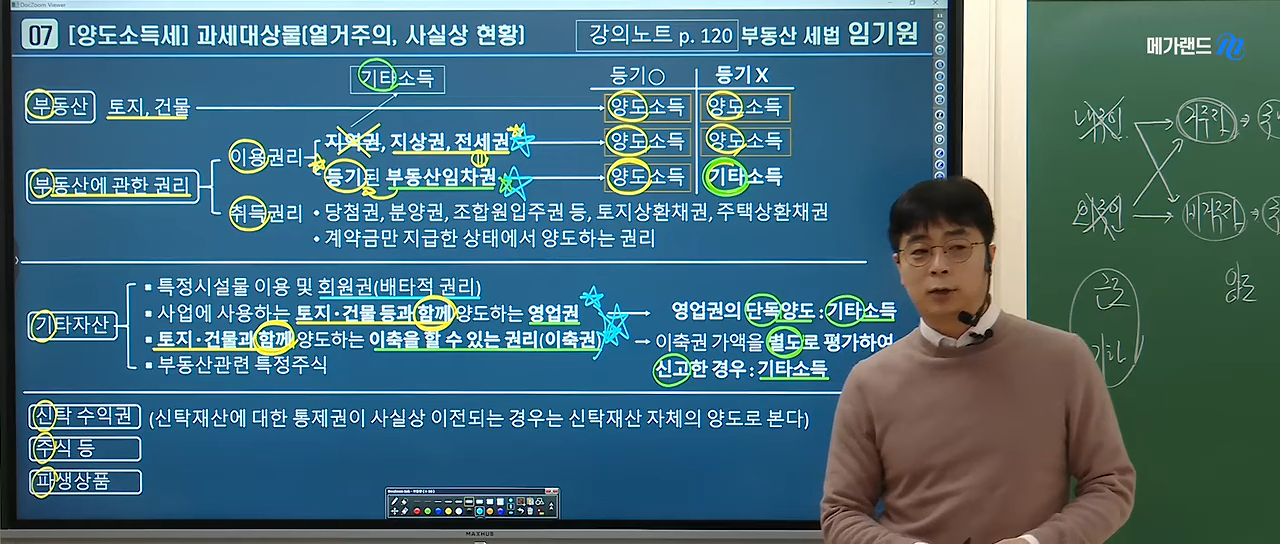 DocZoom Viewer
07 [양도소득세] 과세대상물(열거주의, 사실상 현황)
강의노트 p. 120 부동산 세법 임기원
메가랜드
기타소득
등기○ 등기 X
부동산 토지, 건물 양도소득 양도소득
이용권리 지역권, 지상권, 전세권 양도소득 양도소득
부동산에 관한 권리 등기된 부동산임차권 양도소득 기타소득
취득권리 • 당첨권, 분양권, 조합원입주권 등, 토지상환채권, 주택상환채권
• 계약금만 지급한 상태에서 양도하는 권리
▪ 특정시설물 이용 및 회원권(배타적 권리)
기타자산 ▪ 사업에 사용하는 토지·건물 등과 함께 양도하는 영업권 → 영업권의 단독양도 : 기타소득
▪ 토지·건물과 함께 양도하는 이축을 할 수 있는 권리(이축권) → 이축권 가액을 별도로 평가하여
신고한 경우 : 기타소득
▪ 부동산관련 특정주식
신탁 수익권 (신탁재산에 대한 통제권이 사실상 이전되는 경우는 신탁재산 자체의 양도로 본다)
주식 등
파생상품
MAXHUB
내국인 → 거주자 →
외국인 → 비거주자 →
양도